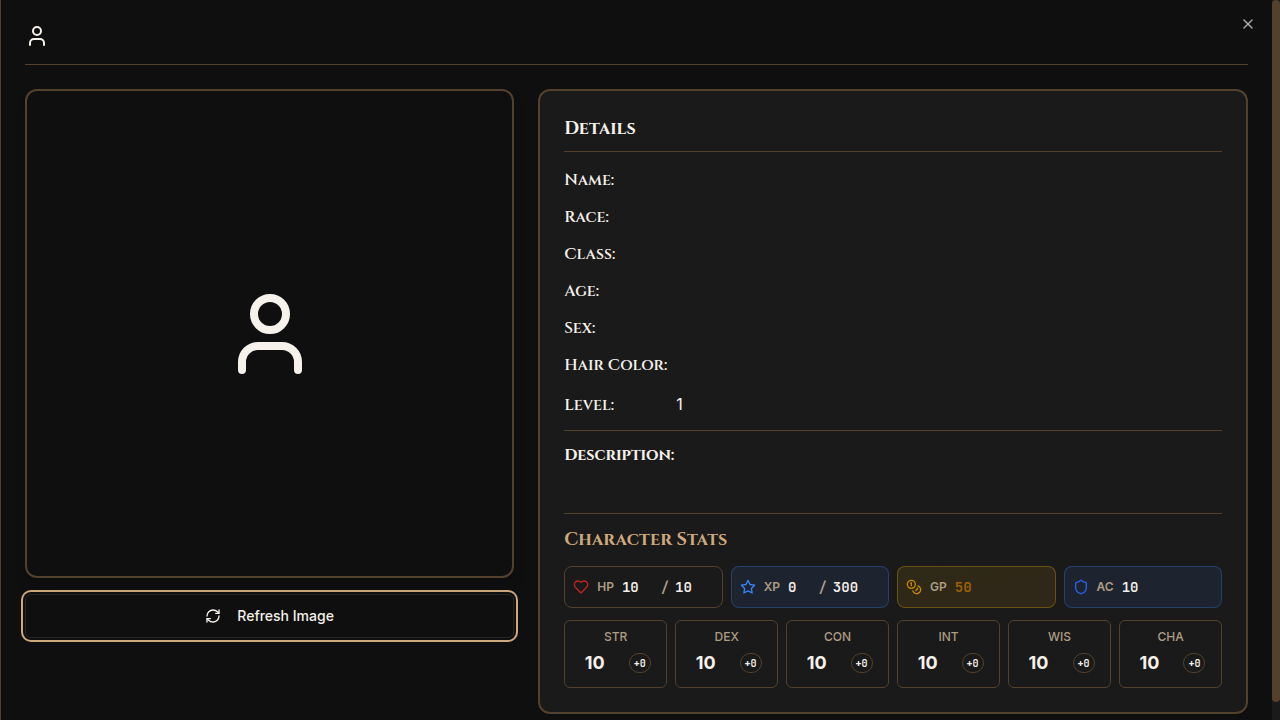 Refresh Image
Details
Name:
Race:
Class:
Age:
Sex:
Hair Color:
Level: 1
Description:
Character Stats
HP 10 / 10 XP 0 / 300 GP 50 AC 10
STR DEX CON INT WIS CHA
10 +0 10 +0 10 +0 10 +0 10 +0 10 +0